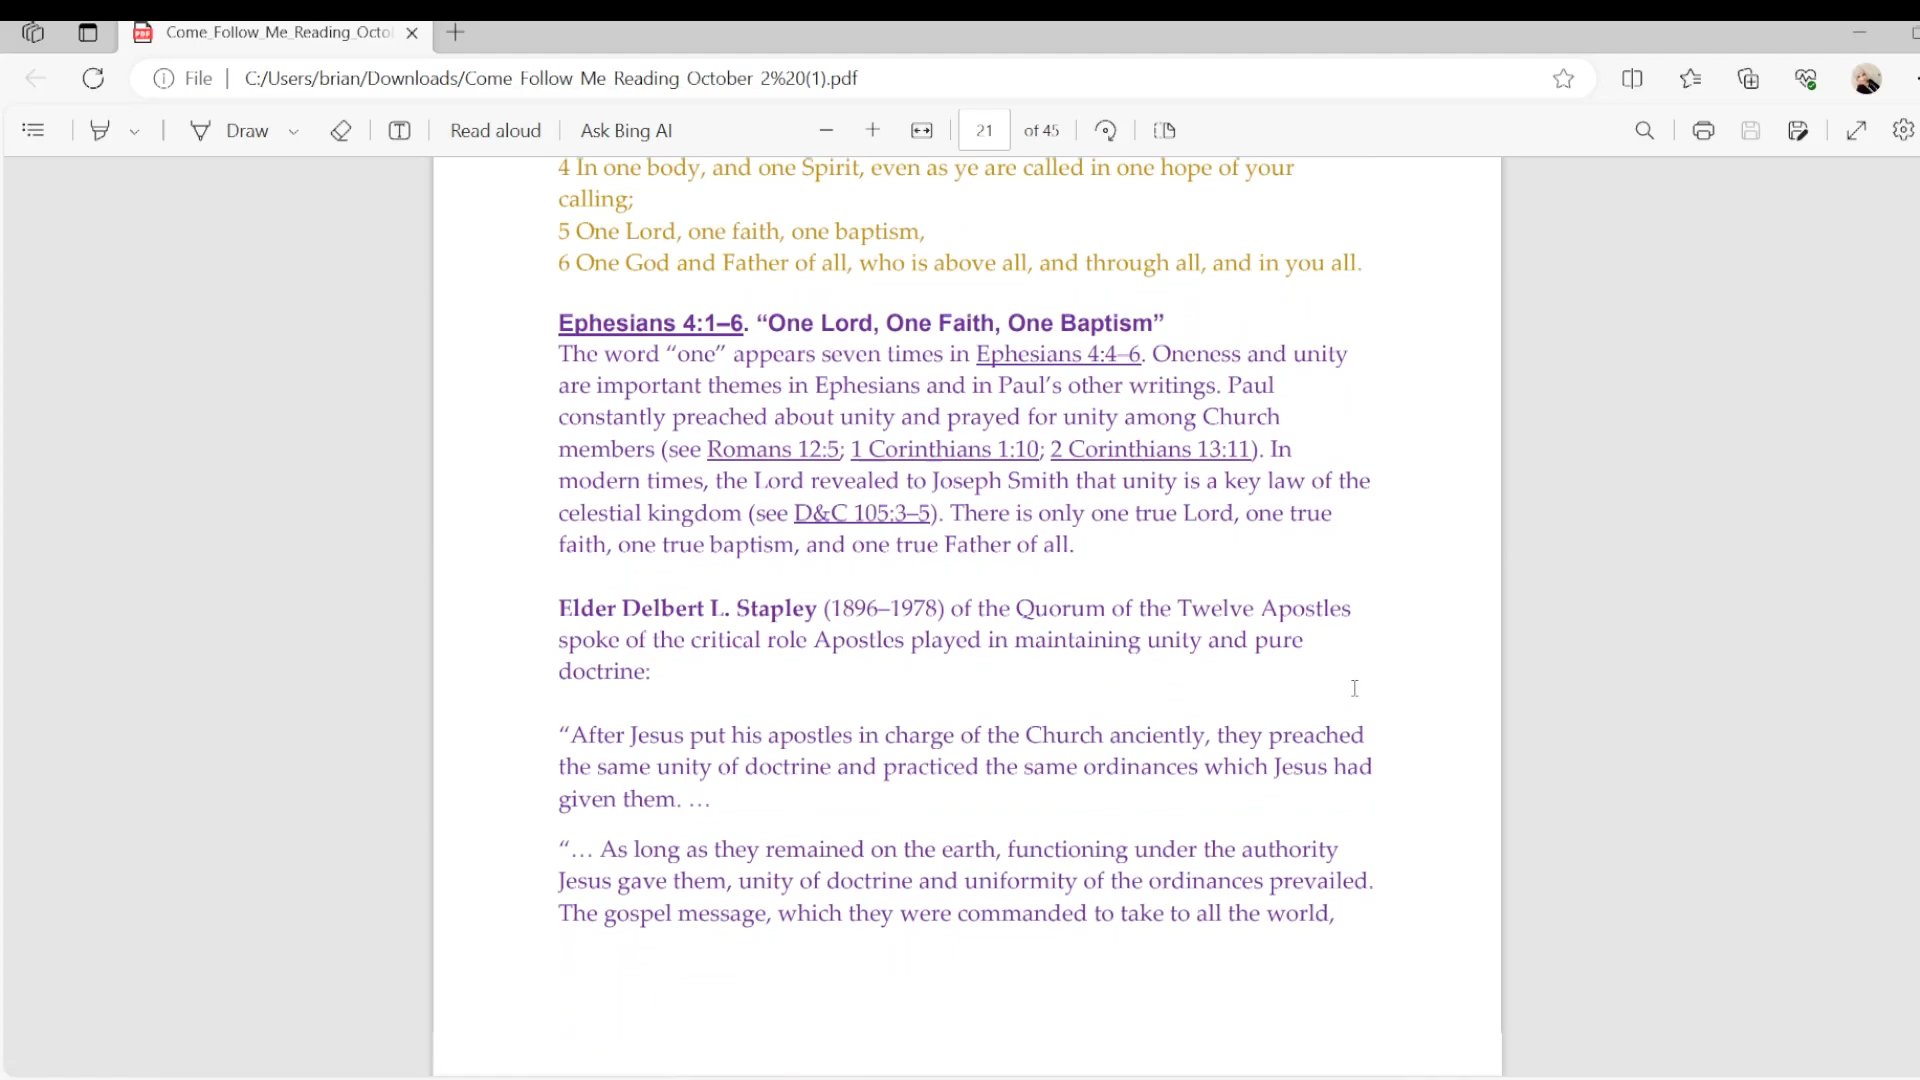 Come_Follow_Me_Reading_Octo
File
C:/Users/brian/Downloads/Come Follow Me Reading October 2%20(1).pdf
Draw
Read aloud
Ask Bing AI
21
of 45
4 In one body, and one Spirit, even as ye are called in one hope of your
calling;
5 One Lord, one faith, one baptism,
6 One God and Father of all, who is above all, and through all, and in you all.
Ephesians 4:1–6. “One Lord, One Faith, One Baptism”
The word “one” appears seven times in Ephesians 4:4–6. Oneness and unity
are important themes in Ephesians and in Paul’s other writings. Paul
constantly preached about unity and prayed for unity among Church
members (see Romans 12:5; 1 Corinthians 1:10; 2 Corinthians 13:11). In
modern times, the Lord revealed to Joseph Smith that unity is a key law of the
celestial kingdom (see D&C 105:3–5). There is only one true Lord, one true
faith, one true baptism, and one true Father of all.
Elder Delbert L. Stapley (1896–1978) of the Quorum of the Twelve Apostles
spoke of the critical role Apostles played in maintaining unity and pure
doctrine:
“After Jesus put his apostles in charge of the Church anciently, they preached
the same unity of doctrine and practiced the same ordinances which Jesus had
given them. …
“… As long as they remained on the earth, functioning under the authority
Jesus gave them, unity of doctrine and uniformity of the ordinances prevailed.
The gospel message, which they were commanded to take to all the world,